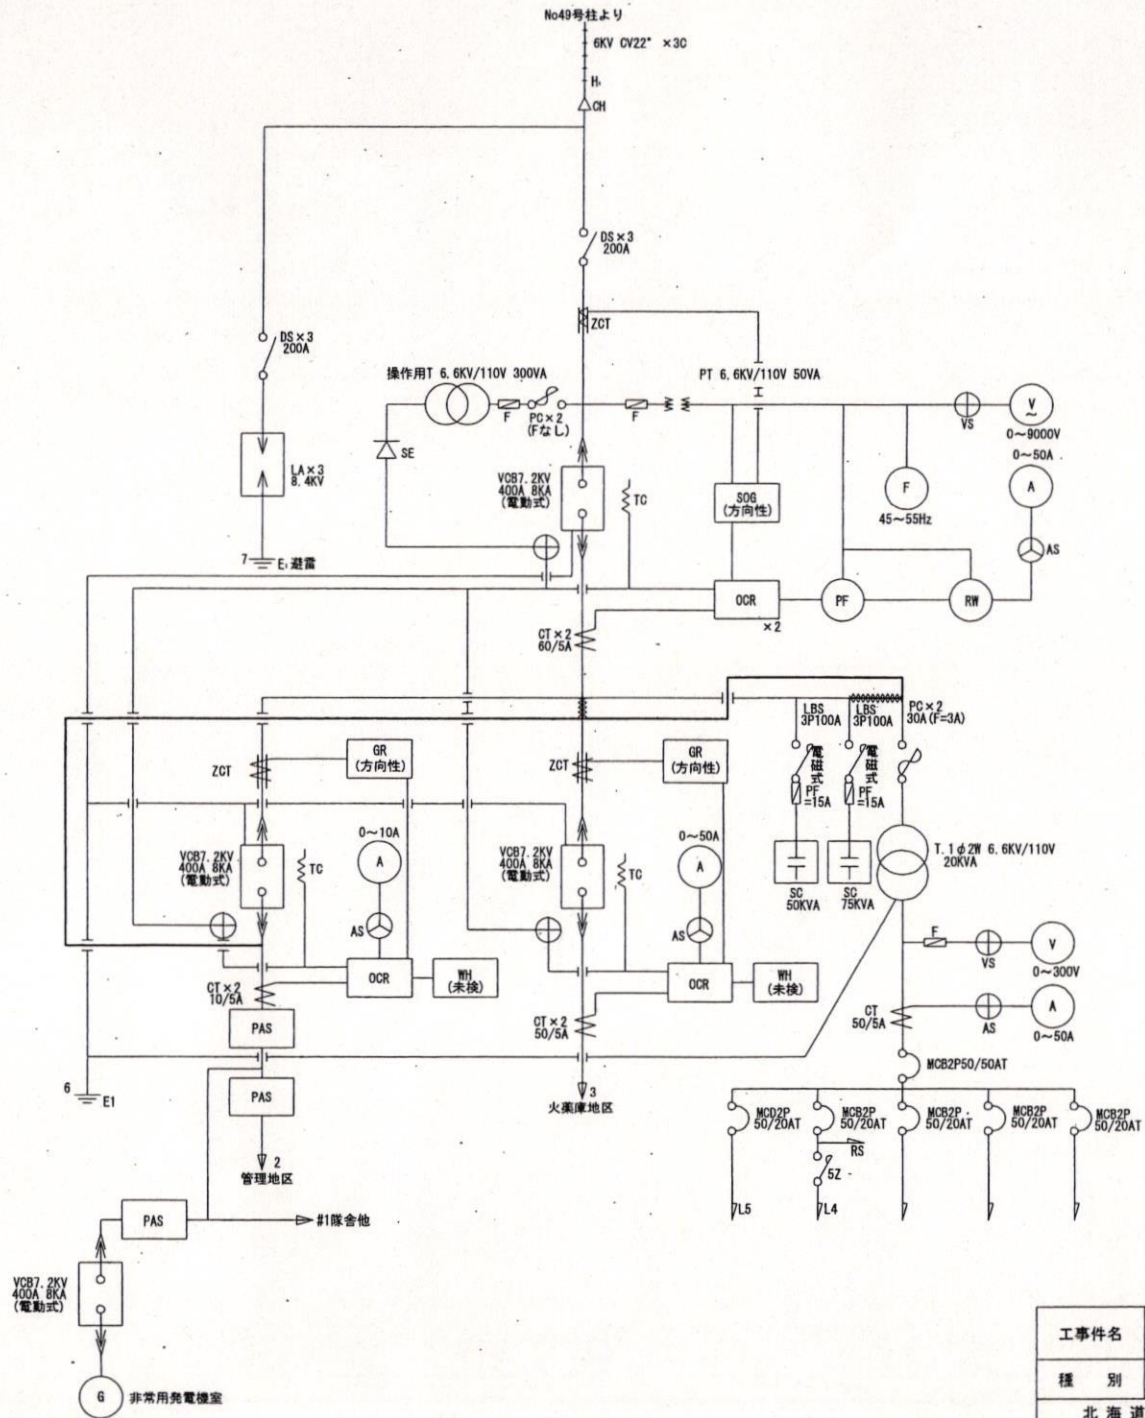 No49号柱より
6KV CV22° ×3C
H₁
CH
DS×3
200A
ZCT
DS×3
200A
操作用T 6.6KV/110V 300VA
F
PC×2
(Fなし)
F
PT 6.6KV/110V 50VA
VS
V
~
0~9000V
0~50A
A
SE
LA×3
8.4KV
VCB7.2KV
400A 8KA
(電動式)
TC
SOG
(方向性)
F
45~55Hz
AS
7
E₁避雷
OCR
×2
PF
RW
CT×2
60/5A
LBS
3P100A
LBS
3P100A
PC×2
30A(F=3A)
ZCT
GR
(方向性)
ZCT
GR
(方向性)
電磁式
PF
=15A
電磁式
PF
=15A
VCB7.2KV
400A 8KA
(電動式)
TC
0~10A
A
VCB7.2KV
400A 8KA
(電動式)
TC
0~50A
A
T.1φ2W 6.6KV/110V
20KVA
SC
50KVA
SC
75KVA
AS
AS
F
VS
V
0~300V
OCR
WH
(未検)
OCR
WH
(未検)
CT×2
10/5A
CT×2
50/5A
CT
50/5A
AS
A
0~50A
PAS
MCB2P50/50AT
6
E1
PAS
3
火薬庫地区
MCD2P
50/20AT
MCB2P
50/20AT
MCB2P
50/20AT
MCB2P
50/20AT
MCB2P
50/20AT
RS
5Z
2
管理地区
L5
L4
PAS
#1隊舎他
VCB7.2KV
400A 8KA
(電動式)
G
非常用発電機室
工事件名
種 別
北海道